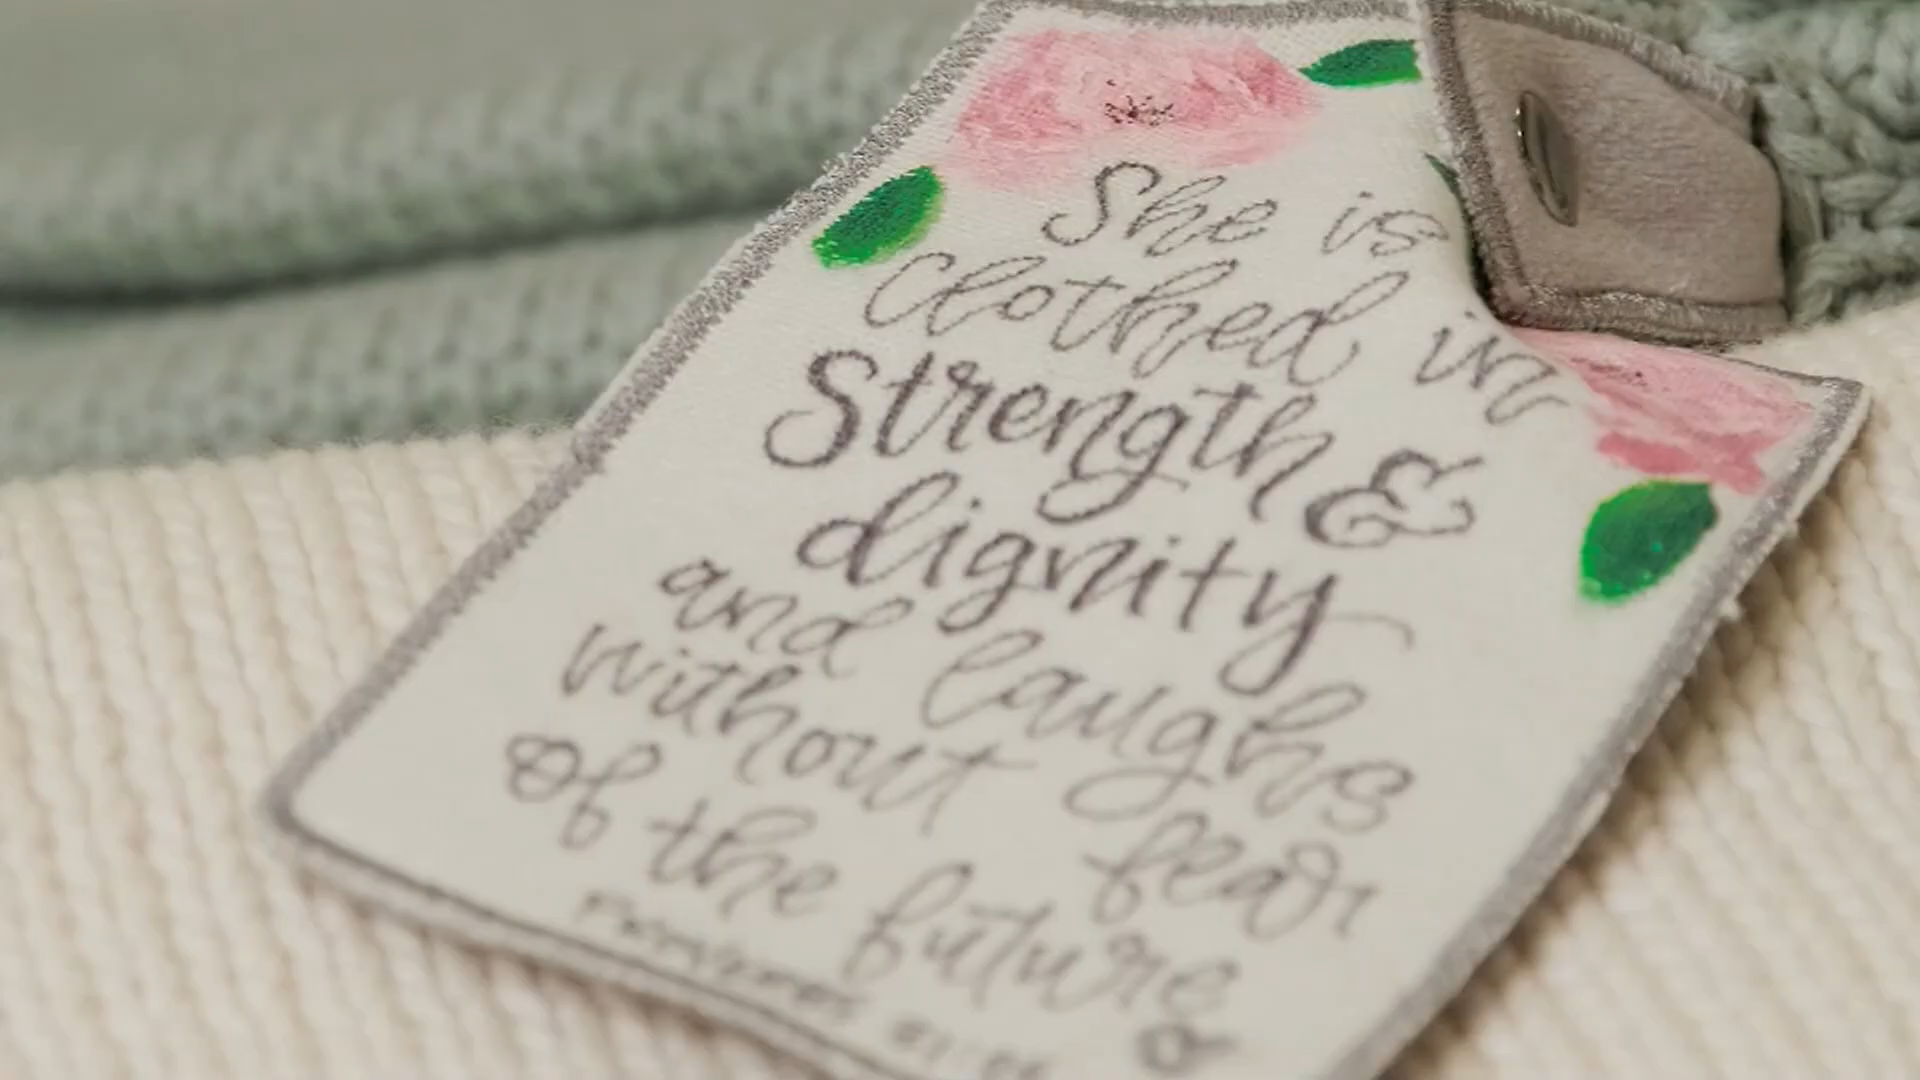 She is
Clothed in
Strength &
dignity
and laughs
without fear
of the future